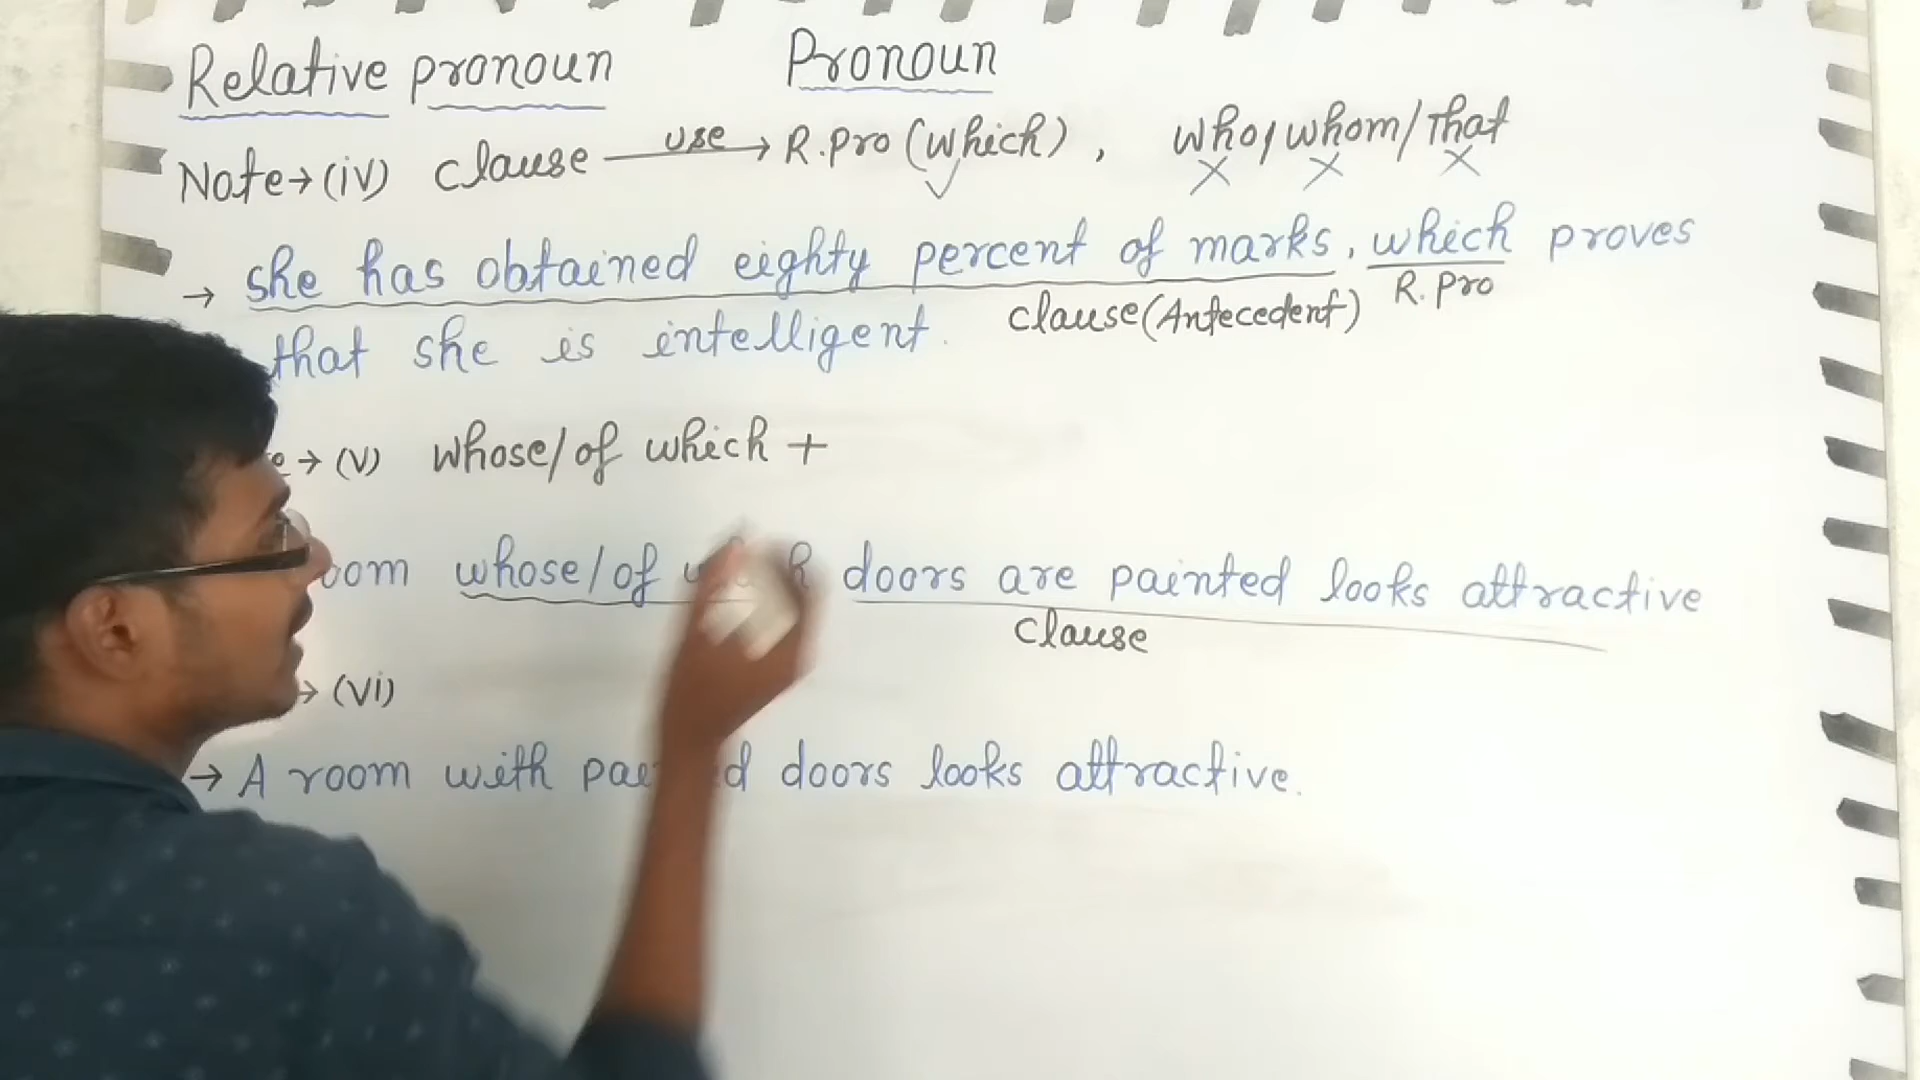 Relative pronoun Pronoun
Note→(iv) clause use → R.Pro (which), who, whom/That
→ she has obtained eighty percent of marks, which proves
clause(Antecedent) R.Pro
that she is intelligent.
→ (v) whose/of which +
whose/of doors are painted looks attractive
clause
→ (vi)
→ A room with doors looks attractive.